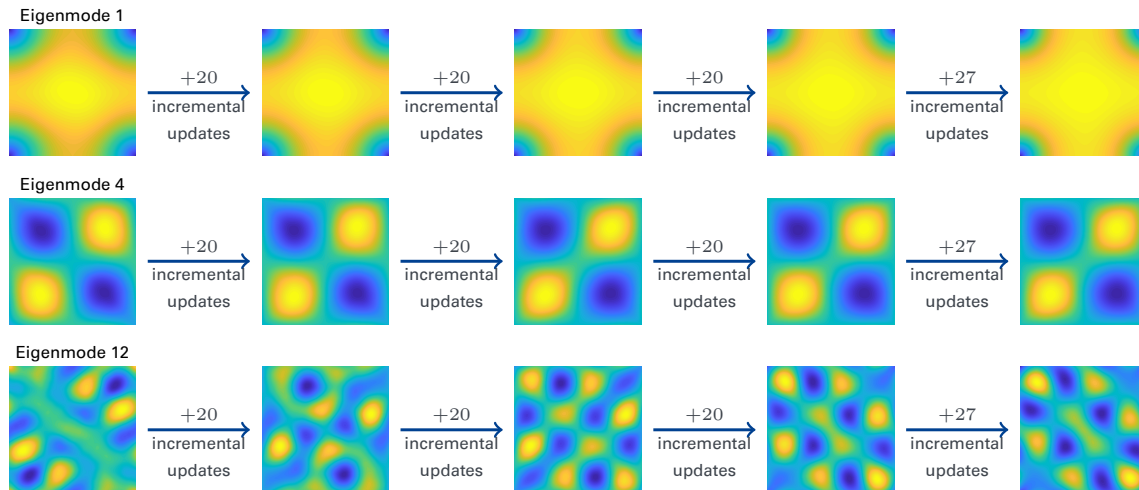 Eigenmode 1
+20 +20 +20 +27
incremental incremental incremental incremental
updates updates updates updates
Eigenmode 4
+20 +20 +20 +27
incremental incremental incremental incremental
updates updates updates updates
Eigenmode 12
+20 +20 +20 +27
incremental incremental incremental incremental
updates updates updates updates